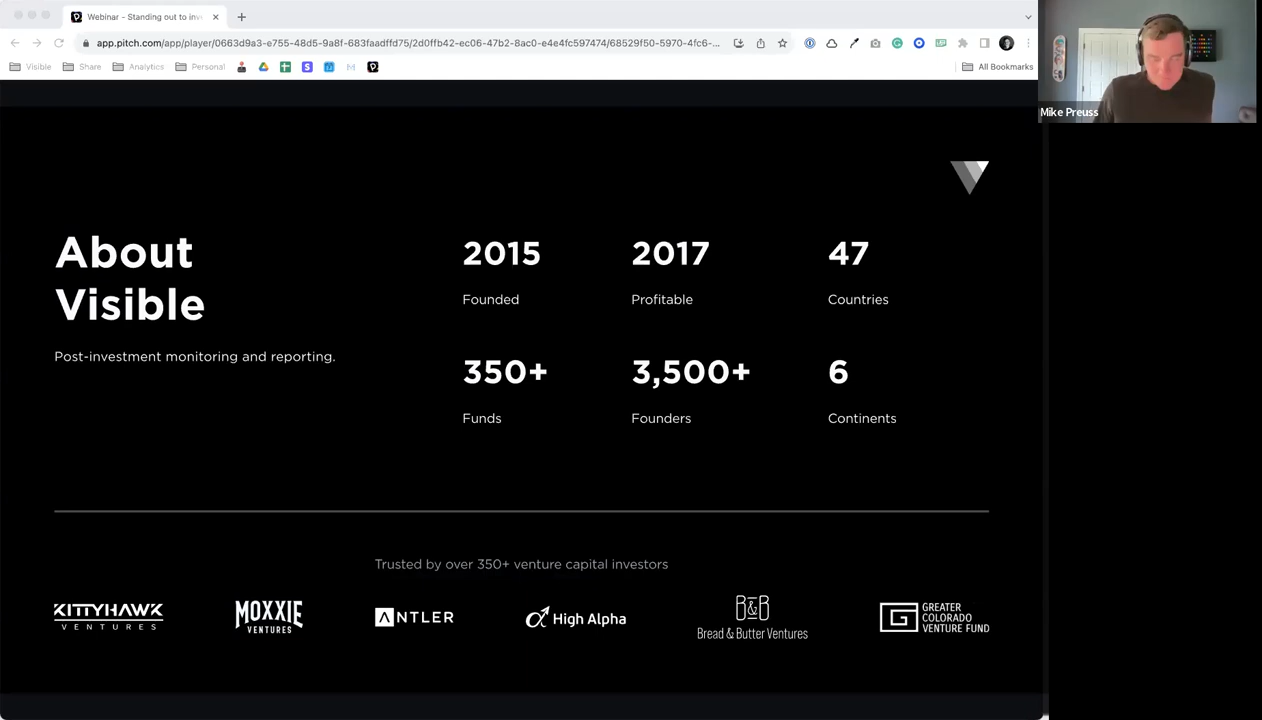 Webinar - Standing out to inv
app.pitch.com/app/player/0663d9a3-e755-48d5-9a8f-683faadffd75/2d0ffb42-ec06-47b2-8ac0-e4e4fc597474/68529f50-5970-4fc6-...
Visible
Share
Analytics
Personal
All Bookmarks
Mike Preuss
About
Visible
Post-investment monitoring and reporting.
2015
Founded
2017
Profitable
47
Countries
350+
Funds
3,500+
Founders
6
Continents
Trusted by over 350+ venture capital investors
KITTYHAWK
VENTURES
MOXXIE
VENTURES
ANTLER
High Alpha
B&B
Bread & Butter Ventures
GREATER
COLORADO
VENTURE FUND